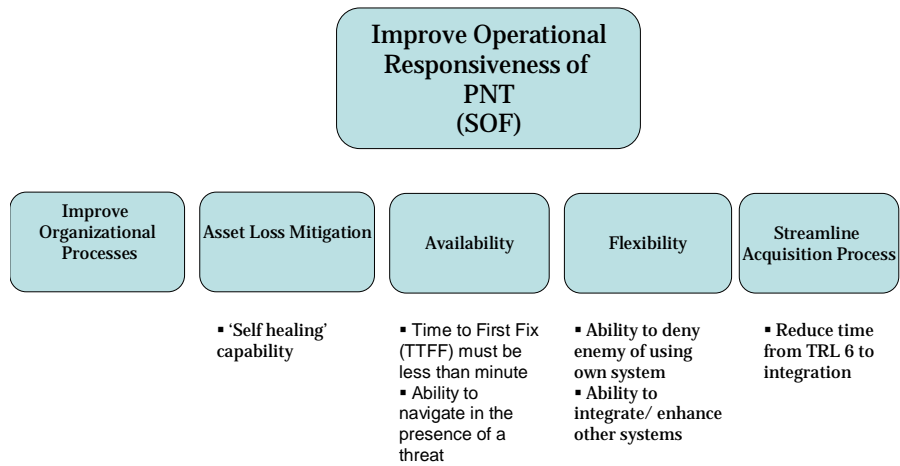 Improve Operational
Responsiveness of
PNT
(SOF)
Improve
Organizational
Processes
Asset Loss Mitigation
Availability
Flexibility
Streamline
Acquisition Process
▪ ‘Self healing’
capability
▪ Time to First Fix
(TTFF) must be
less than minute
▪ Ability to
navigate in the
presence of a
threat
▪ Ability to deny
enemy of using
own system
▪ Ability to
integrate/ enhance
other systems
▪ Reduce time
from TRL 6 to
integration